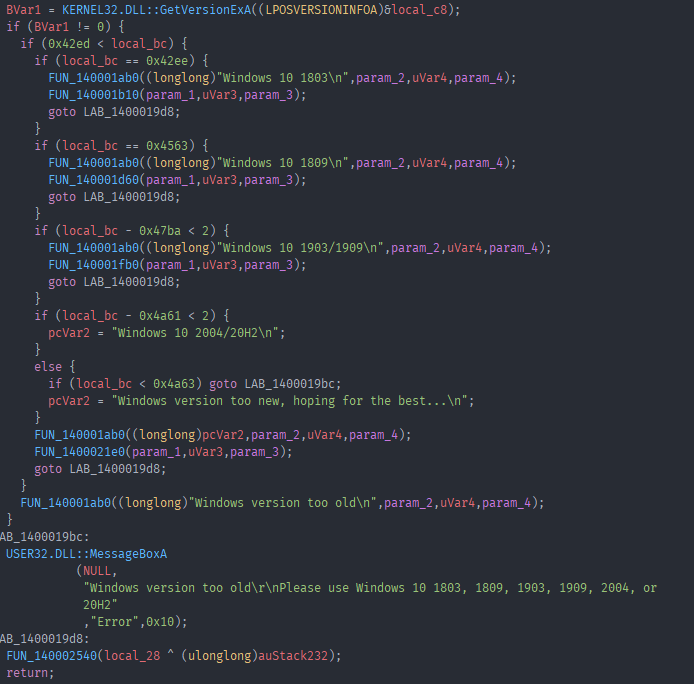 BVar1 = KERNEL32.DLL::GetVersionExA((LPOSVERSIONINFOA)&local_c8);
if (BVar1 != 0) {
  if (0x42ed < local_bc) {
    if (local_bc == 0x42ee) {
      FUN_140001ab0((longlong)"Windows 10 1803\n",param_2,uVar4,param_4);
      FUN_140001b10(param_1,uVar3,param_3);
      goto LAB_1400019d8;
    }
    if (local_bc == 0x4563) {
      FUN_140001ab0((longlong)"Windows 10 1809\n",param_2,uVar4,param_4);
      FUN_140001d60(param_1,uVar3,param_3);
      goto LAB_1400019d8;
    }
    if (local_bc - 0x47ba < 2) {
      FUN_140001ab0((longlong)"Windows 10 1903/1909\n",param_2,uVar4,param_4);
      FUN_140001fb0(param_1,uVar3,param_3);
      goto LAB_1400019d8;
    }
    if (local_bc - 0x4a61 < 2) {
      pcVar2 = "Windows 10 2004/20H2\n";
    }
    else {
      if (local_bc < 0x4a63) goto LAB_1400019bc;
      pcVar2 = "Windows version too new, hoping for the best...\n";
    }
    FUN_140001ab0((longlong)pcVar2,param_2,uVar4,param_4);
    FUN_1400021e0(param_1,uVar3,param_3);
    goto LAB_1400019d8;
  }
  FUN_140001ab0((longlong)"Windows version too old\n",param_2,uVar4,param_4);
}
AB_1400019bc:
USER32.DLL::MessageBoxA
          (NULL,
           "Windows version too old\r\nPlease use Windows 10 1803, 1809, 1903, 1909, 2004, or
           20H2"
           ,"Error",0x10);
AB_1400019d8:
FUN_140002540(local_28 ^ (ulonglong)auStack232);
return;